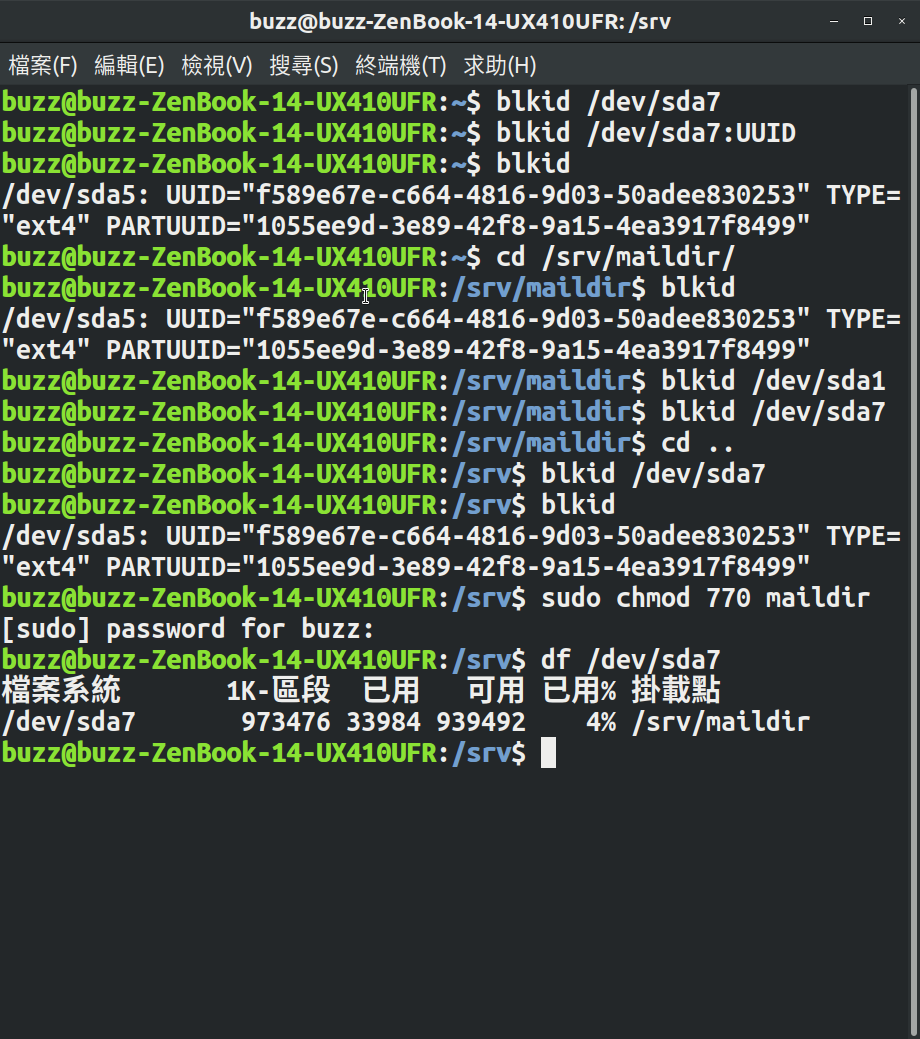 buzz@buzz-ZenBook-14-UX410UFR: /srv
檔案(F) 編輯(E) 檢視(V) 搜尋(S) 終端機(T) 求助(H)
buzz@buzz-ZenBook-14-UX410UFR:~$ blkid /dev/sda7
buzz@buzz-ZenBook-14-UX410UFR:~$ blkid /dev/sda7:UUID
buzz@buzz-ZenBook-14-UX410UFR:~$ blkid
/dev/sda5: UUID="f589e67e-c664-4816-9d03-50adee830253" TYPE=
"ext4" PARTUUID="1055ee9d-3e89-42f8-9a15-4ea3917f8499"
buzz@buzz-ZenBook-14-UX410UFR:~$ cd /srv/maildir/
buzz@buzz-ZenBook-14-UX410UFR:/srv/maildir$ blkid
/dev/sda5: UUID="f589e67e-c664-4816-9d03-50adee830253" TYPE=
"ext4" PARTUUID="1055ee9d-3e89-42f8-9a15-4ea3917f8499"
buzz@buzz-ZenBook-14-UX410UFR:/srv/maildir$ blkid /dev/sda1
buzz@buzz-ZenBook-14-UX410UFR:/srv/maildir$ blkid /dev/sda7
buzz@buzz-ZenBook-14-UX410UFR:/srv/maildir$ cd ..
buzz@buzz-ZenBook-14-UX410UFR:/srv$ blkid /dev/sda7
buzz@buzz-ZenBook-14-UX410UFR:/srv$ blkid
/dev/sda5: UUID="f589e67e-c664-4816-9d03-50adee830253" TYPE=
"ext4" PARTUUID="1055ee9d-3e89-42f8-9a15-4ea3917f8499"
buzz@buzz-ZenBook-14-UX410UFR:/srv$ sudo chmod 770 maildir
[sudo] password for buzz:
buzz@buzz-ZenBook-14-UX410UFR:/srv$ df /dev/sda7
檔案系統 1K-區段 已用 可用 已用% 掛載點
/dev/sda7 973476 33984 939492 4% /srv/maildir
buzz@buzz-ZenBook-14-UX410UFR:/srv$